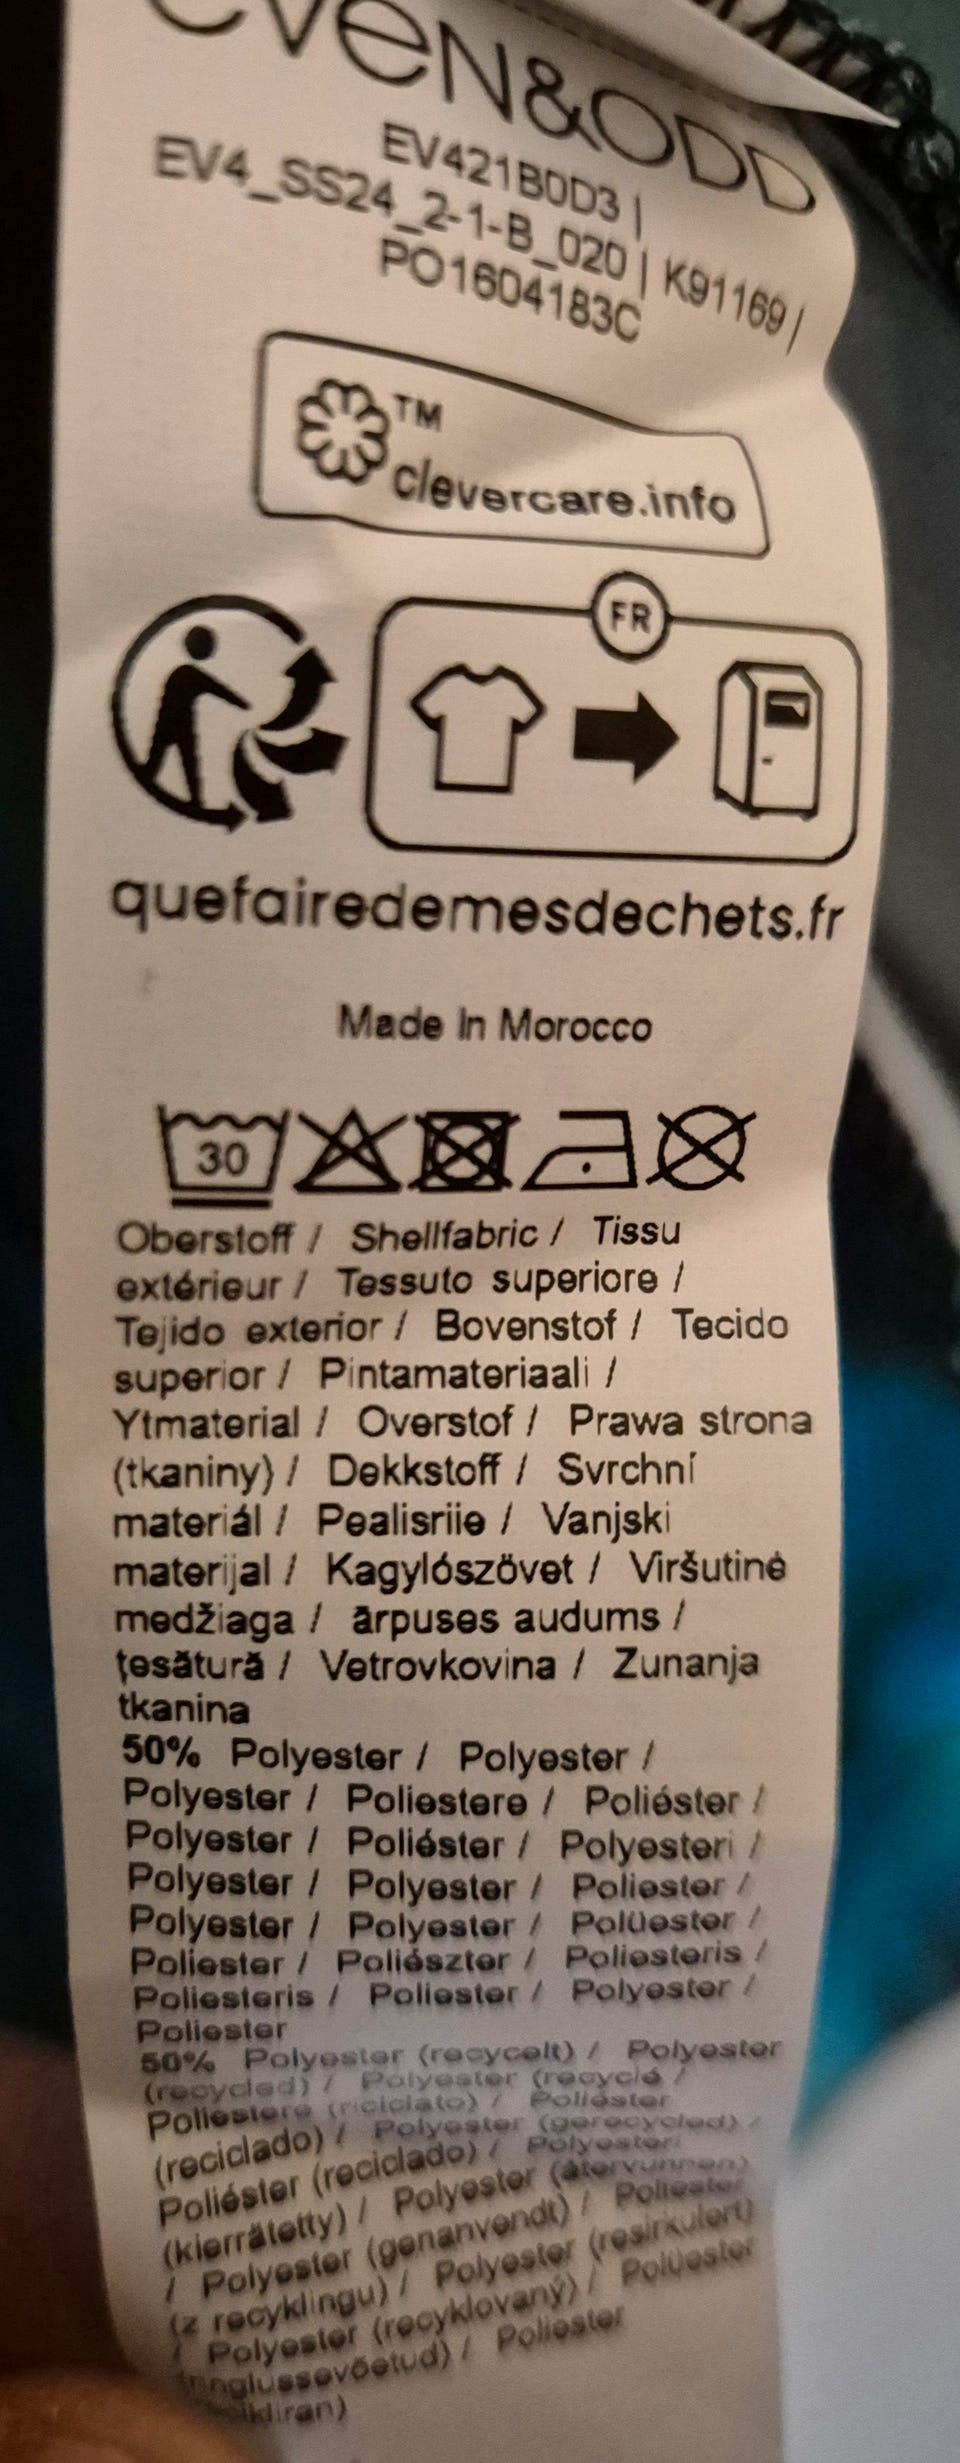 even&odd
EV421B0D3 |
EV4_SS24_2-1-B_020 | K91169 |
PO1604183C
TM
clevercare.info
FR
quefairedemesdechets.fr
Made In Morocco
30
Oberstoff / Shellfabric / Tissu
extérieur / Tessuto superiore /
Tejido exterior / Bovenstof / Tecido
superior / Pintamateriaali /
Ytmaterial / Overstof / Prawa strona
(tkaniny) / Dekkstoff / Svrchní
materiál / Pealisriie / Vanjski
materijal / Kagylószövet / Viršutinė
medžiaga / ārpuses audums /
țesătură / Vetrovkovina / Zunanja
tkanina
50% Polyester / Polyester /
Polyester / Poliestere / Poliéster /
Polyester / Poliéster / Polyesteri /
Polyester / Polyester / Poliester /
Polyester / Polyester / Polüester /
Poliester / Poliészter / Poliesteris /
Poliesteris / Poliester / Polyester /
Poliester
50% Polyester (recycelt) / Polyester
(recycled) / Polyester (recyclé /
Poliestere (riciclato) / Poliéster
(reciclado) / Polyester (gerecycled) /
Poliéster (reciclado) / Polyesteri
(kierrätetty) / Polyester (återvunnen)
/ Polyester (genanvendt) / Poliester
(z recyklingu) / Polyester (resirkulert)
/ Polyester (recyklovaný) / Polüester
/ Poliester